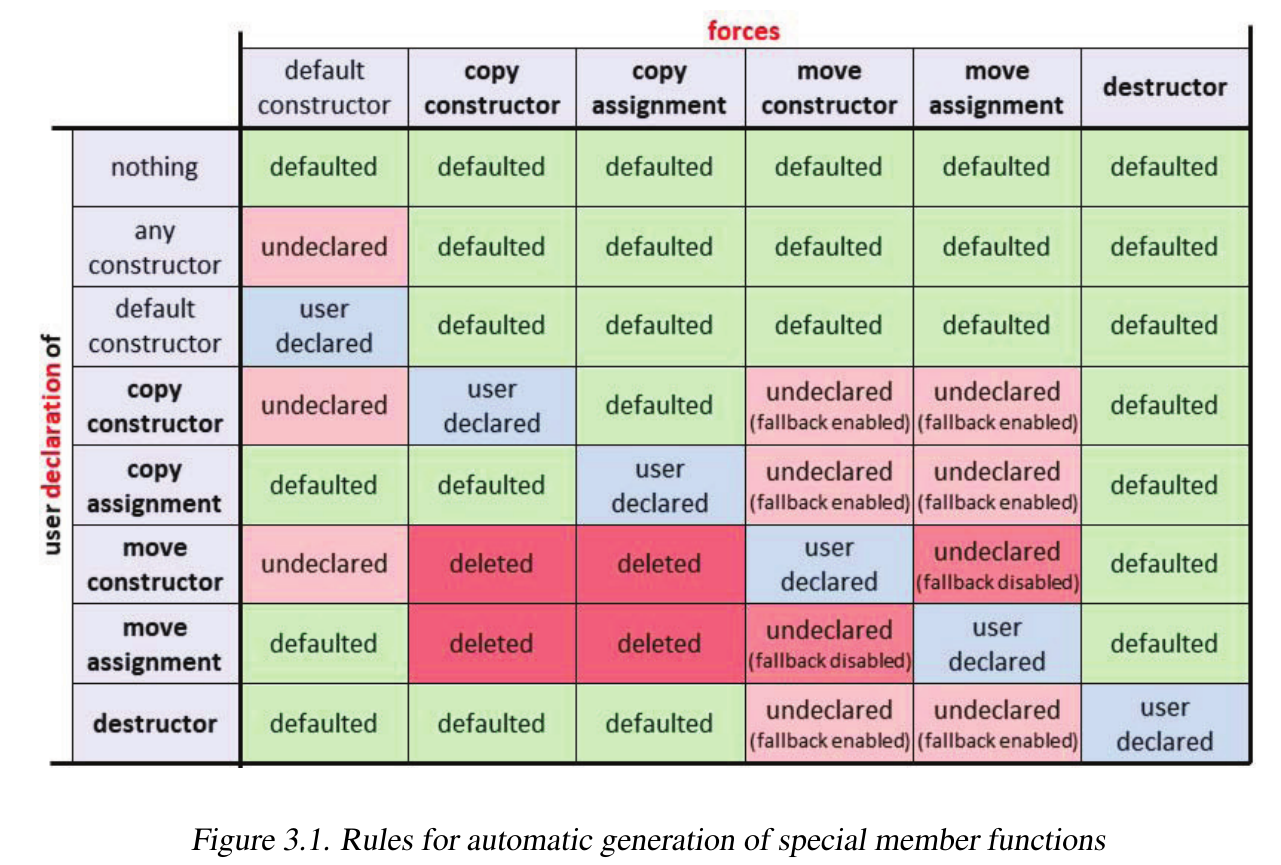 forces
default constructor copy constructor copy assignment move constructor move assignment destructor
nothing defaulted defaulted defaulted defaulted defaulted defaulted
any constructor undeclared defaulted defaulted defaulted defaulted defaulted
default constructor user declared defaulted defaulted defaulted defaulted defaulted
copy constructor undeclared user declared defaulted undeclared (fallback enabled) undeclared (fallback enabled) defaulted
copy assignment defaulted defaulted user declared undeclared (fallback enabled) undeclared (fallback enabled) defaulted
move constructor undeclared deleted deleted user declared undeclared (fallback disabled) defaulted
move assignment defaulted deleted deleted undeclared (fallback disabled) user declared defaulted
destructor defaulted defaulted defaulted undeclared (fallback enabled) undeclared (fallback enabled) user declared
user declaration of
Figure 3.1. Rules for automatic generation of special member functions